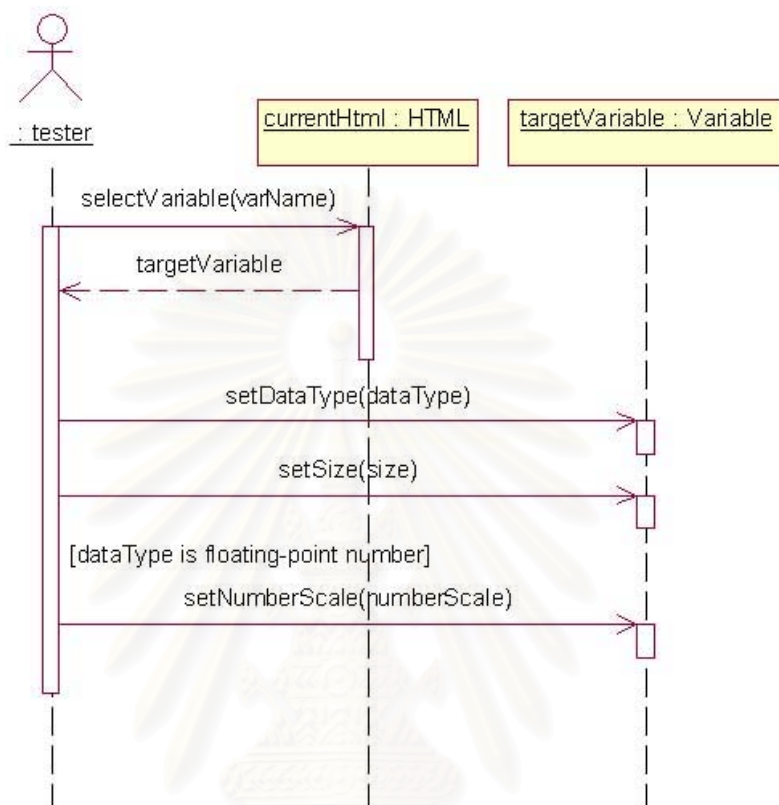 : tester
currentHtml : HTML
targetVariable : Variable
selectVariable(varName)
targetVariable
setDataType(dataType)
setSize(size)
[dataType is floating-point number]
setNumberScale(numberScale)